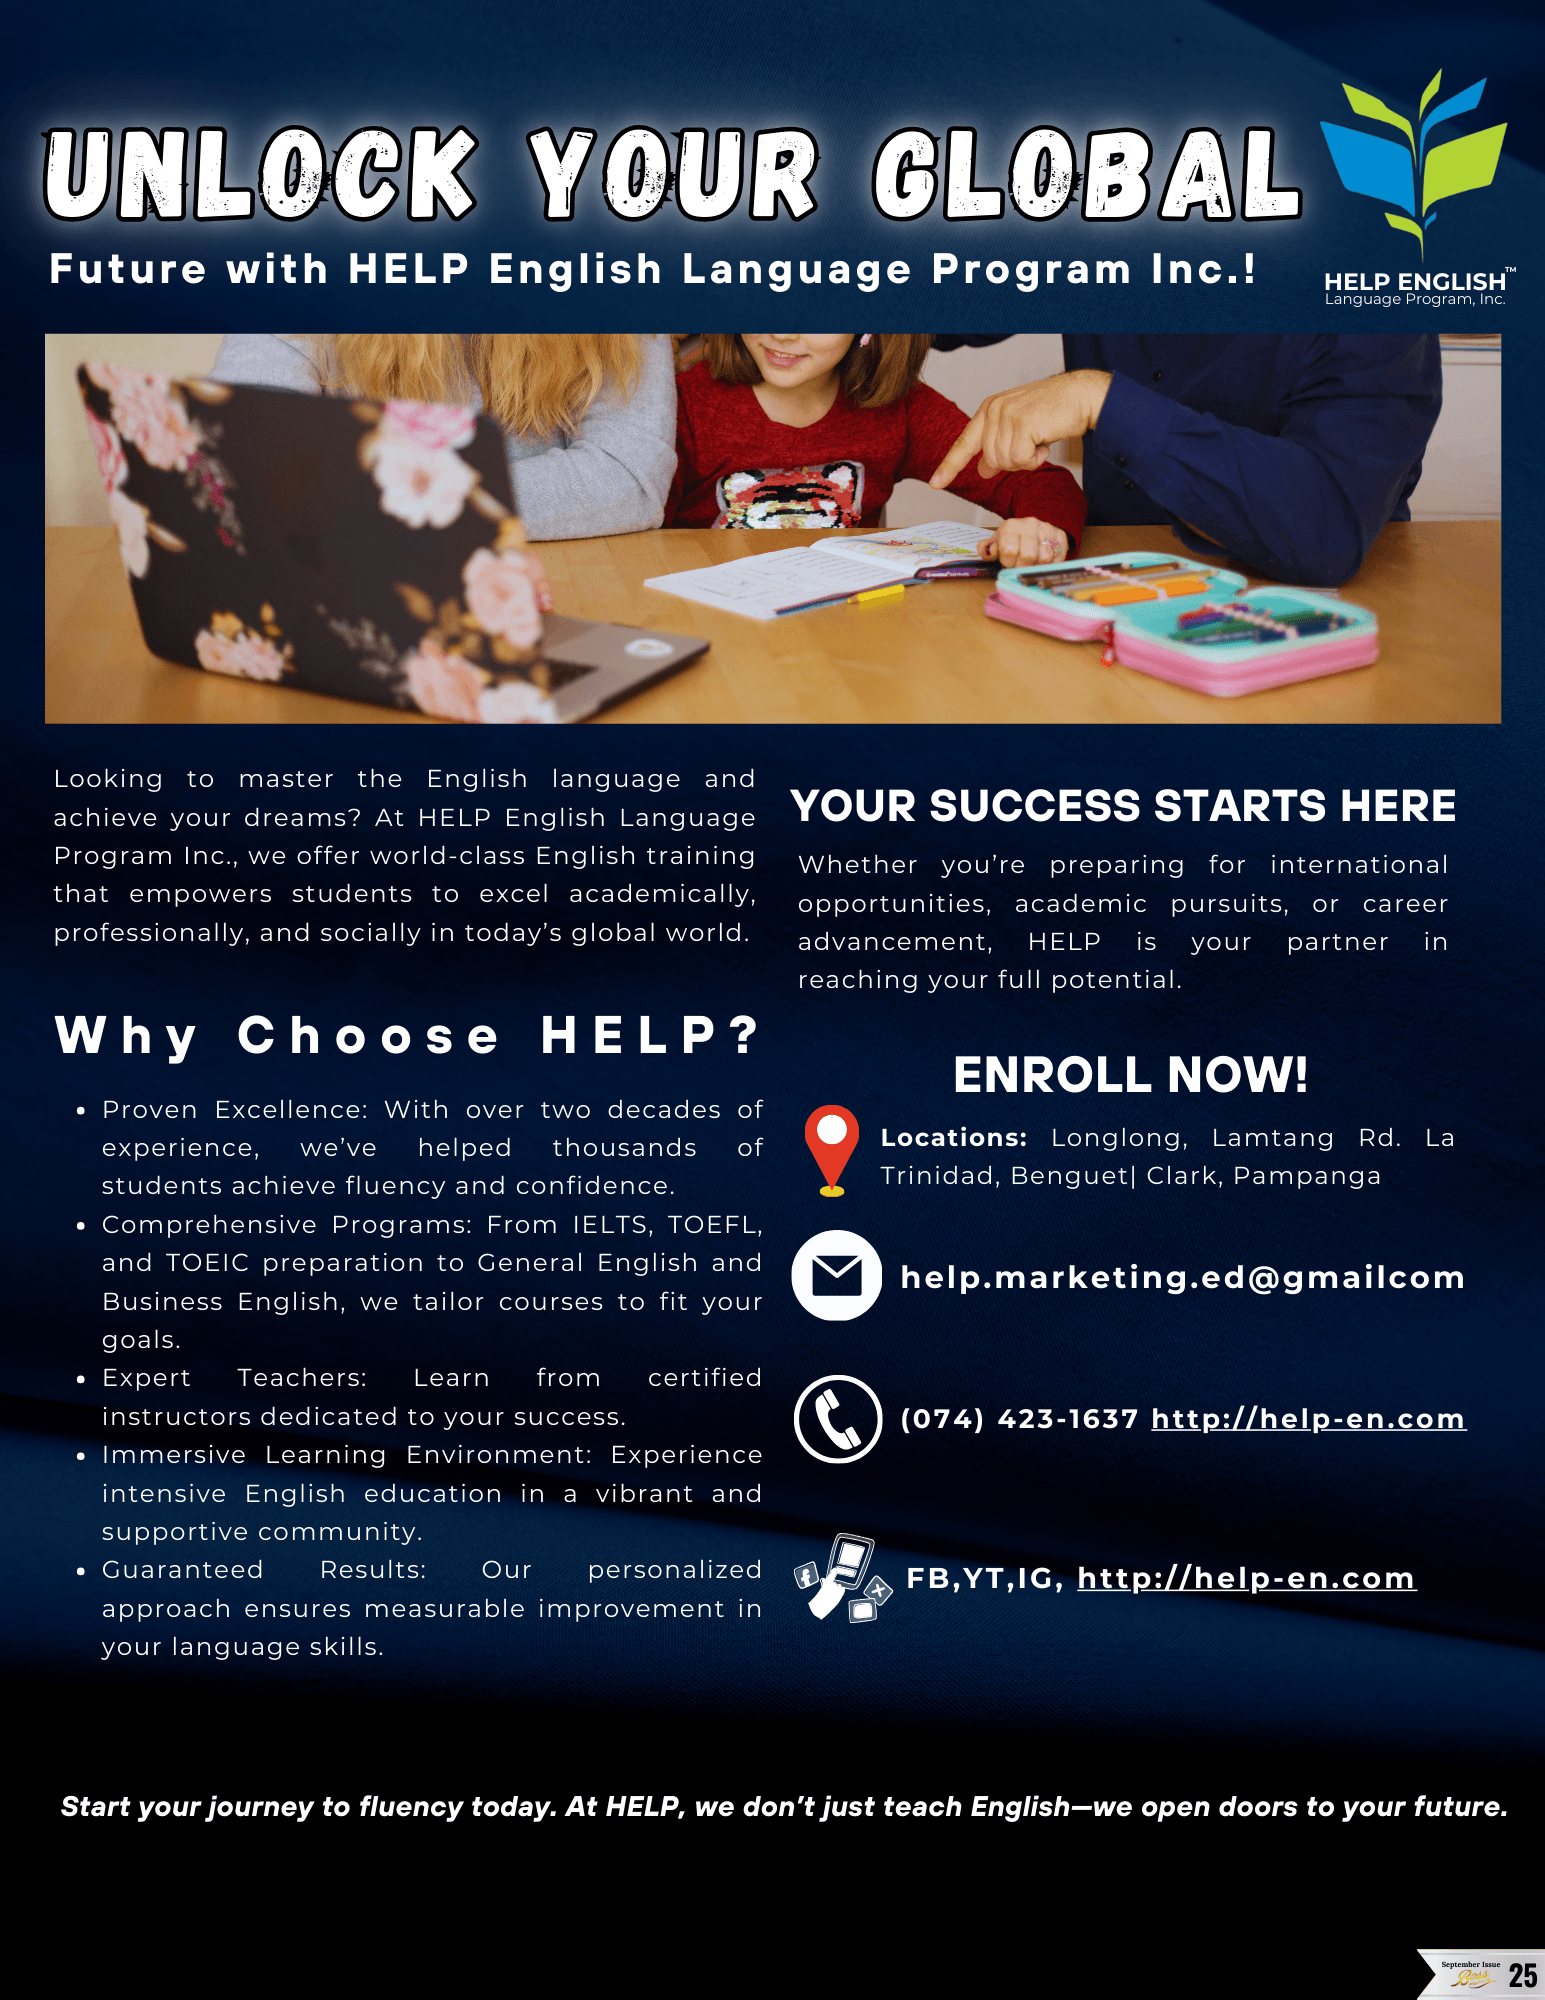 UNLOCK YOUR GLOBAL
Future with HELP English Language Program Inc.!
HELP ENGLISH™
Language Program, Inc.
Looking to master the English language and
achieve your dreams? At HELP English Language
Program Inc., we offer world-class English training
that empowers students to excel academically,
professionally, and socially in today’s global world.
Why Choose HELP?
• Proven Excellence: With over two decades of
experience, we’ve helped thousands of
students achieve fluency and confidence.
• Comprehensive Programs: From IELTS, TOEFL,
and TOEIC preparation to General English and
Business English, we tailor courses to fit your
goals.
• Expert Teachers: Learn from certified
instructors dedicated to your success.
• Immersive Learning Environment: Experience
intensive English education in a vibrant and
supportive community.
• Guaranteed Results: Our personalized
approach ensures measurable improvement in
your language skills.
YOUR SUCCESS STARTS HERE
Whether you’re preparing for international
opportunities, academic pursuits, or career
advancement, HELP is your partner in
reaching your full potential.
ENROLL NOW!
Locations: Longlong, Lamtang Rd. La
Trinidad, Benguet| Clark, Pampanga
help.marketing.ed@gmailcom
(074) 423-1637 http://help-en.com
FB,YT,IG, http://help-en.com
Start your journey to fluency today. At HELP, we don’t just teach English—we open doors to your future.
September Issue
Boss
25